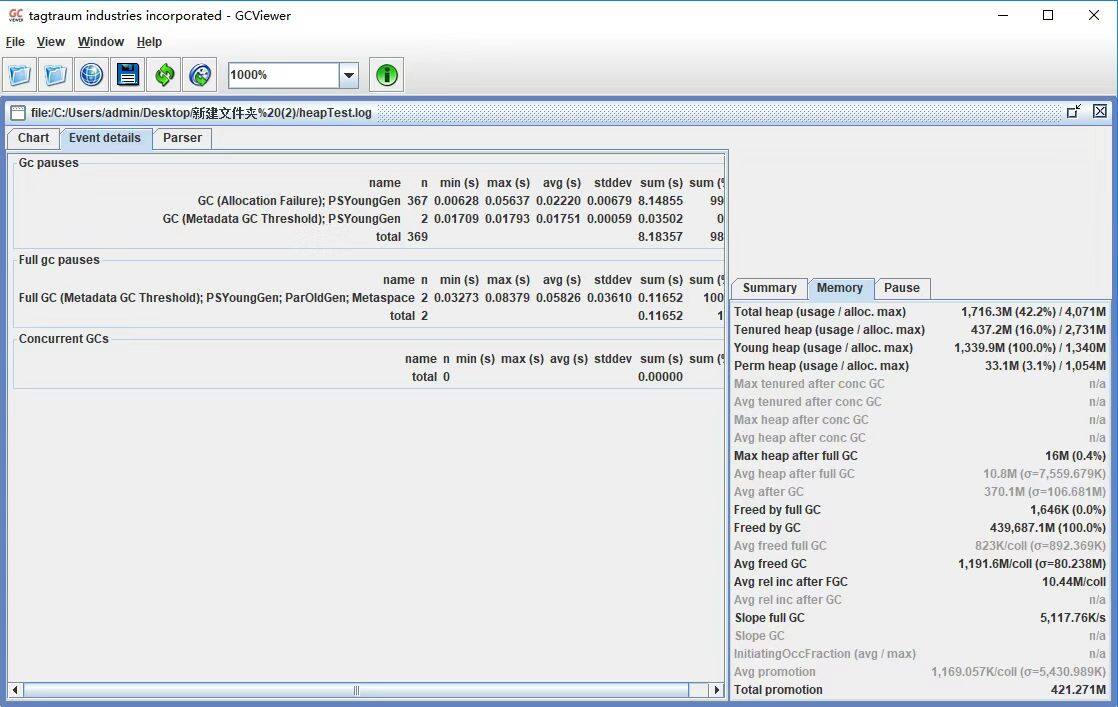 GC VIEWER tagtraum industries incorporated - GCViewer
File View Window Help
1000%
file:/C:/Users/admin/Desktop/新建文件夹%20(2)/heapTest.log
Chart Event details Parser
Gc pauses
name n min (s) max (s) avg (s) stddev sum (s) sum (%
GC (Allocation Failure); PSYoungGen 367 0.00628 0.05637 0.02220 0.00679 8.14855 99
GC (Metadata GC Threshold); PSYoungGen 2 0.01709 0.01793 0.01751 0.00059 0.03502 0
total 369 8.18357 98
Full gc pauses
name n min (s) max (s) avg (s) stddev sum (s) sum (%
Full GC (Metadata GC Threshold); PSYoungGen; ParOldGen; Metaspace 2 0.03273 0.08379 0.05826 0.03610 0.11652 100
total 2 0.11652 1
Concurrent GCs
name n min (s) max (s) avg (s) stddev sum (s) sum (%
total 0 0.00000
Summary Memory Pause
Total heap (usage / alloc. max) 1,716.3M (42.2%) / 4,071M
Tenured heap (usage / alloc. max) 437.2M (16.0%) / 2,731M
Young heap (usage / alloc. max) 1,339.9M (100.0%) / 1,340M
Perm heap (usage / alloc. max) 33.1M (3.1%) / 1,054M
Max tenured after conc GC n/a
Avg tenured after conc GC n/a
Max heap after conc GC n/a
Avg heap after conc GC n/a
Max heap after full GC 16M (0.4%)
Avg heap after full GC 10.8M (σ=7,559.679K)
Avg after GC 370.1M (σ=106.681M)
Freed by full GC 1,646K (0.0%)
Freed by GC 439,687.1M (100.0%)
Avg freed full GC 823K/coll (σ=892.369K)
Avg freed GC 1,191.6M/coll (σ=80.238M)
Avg rel inc after FGC 10.44M/coll
Avg rel inc after GC n/a
Slope full GC 5,117.76K/s
Slope GC n/a
InitiatingOccFraction (avg / max) n/a
Avg promotion 1,169.057K/coll (σ=5,430.989K)
Total promotion 421.271M